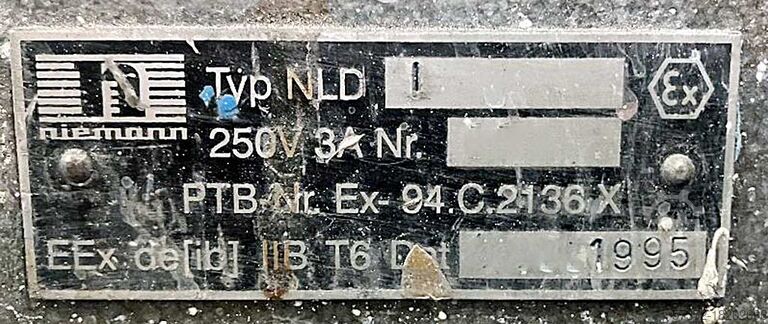 niemann
Typ NLD I
Ex
250V 3A Nr.
PTB-Nr. Ex- 94.C.2136 X
EEx de[ib] IIB T6 Dat 1995